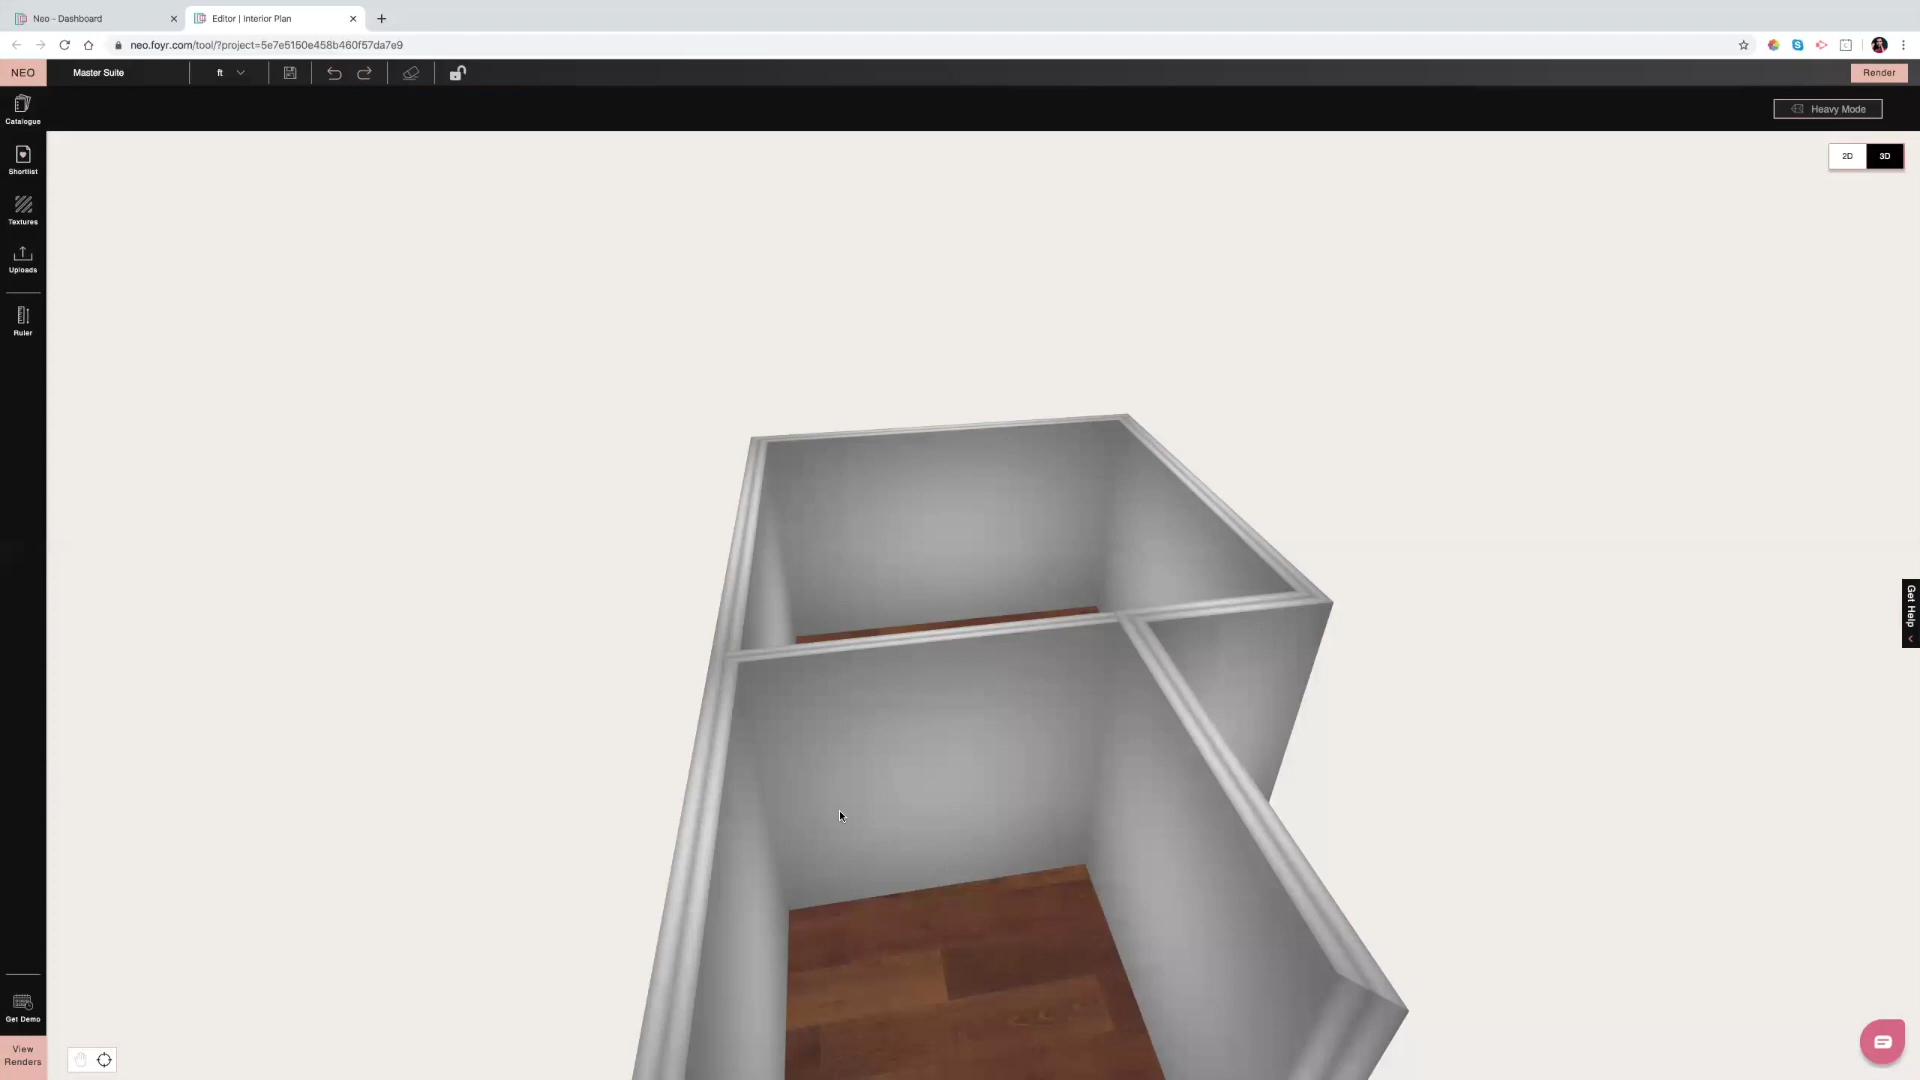 Neo - Dashboard
Editor | Interior Plan
neo.foyr.com/tool/?project=5e7e5150e458b460f57da7e9
NEO
Master Suite
ft
Render
Catalogue
Heavy Mode
Shortlist
2D
3D
Textures
Uploads
Ruler
Get Help
Get Demo
View
Renders